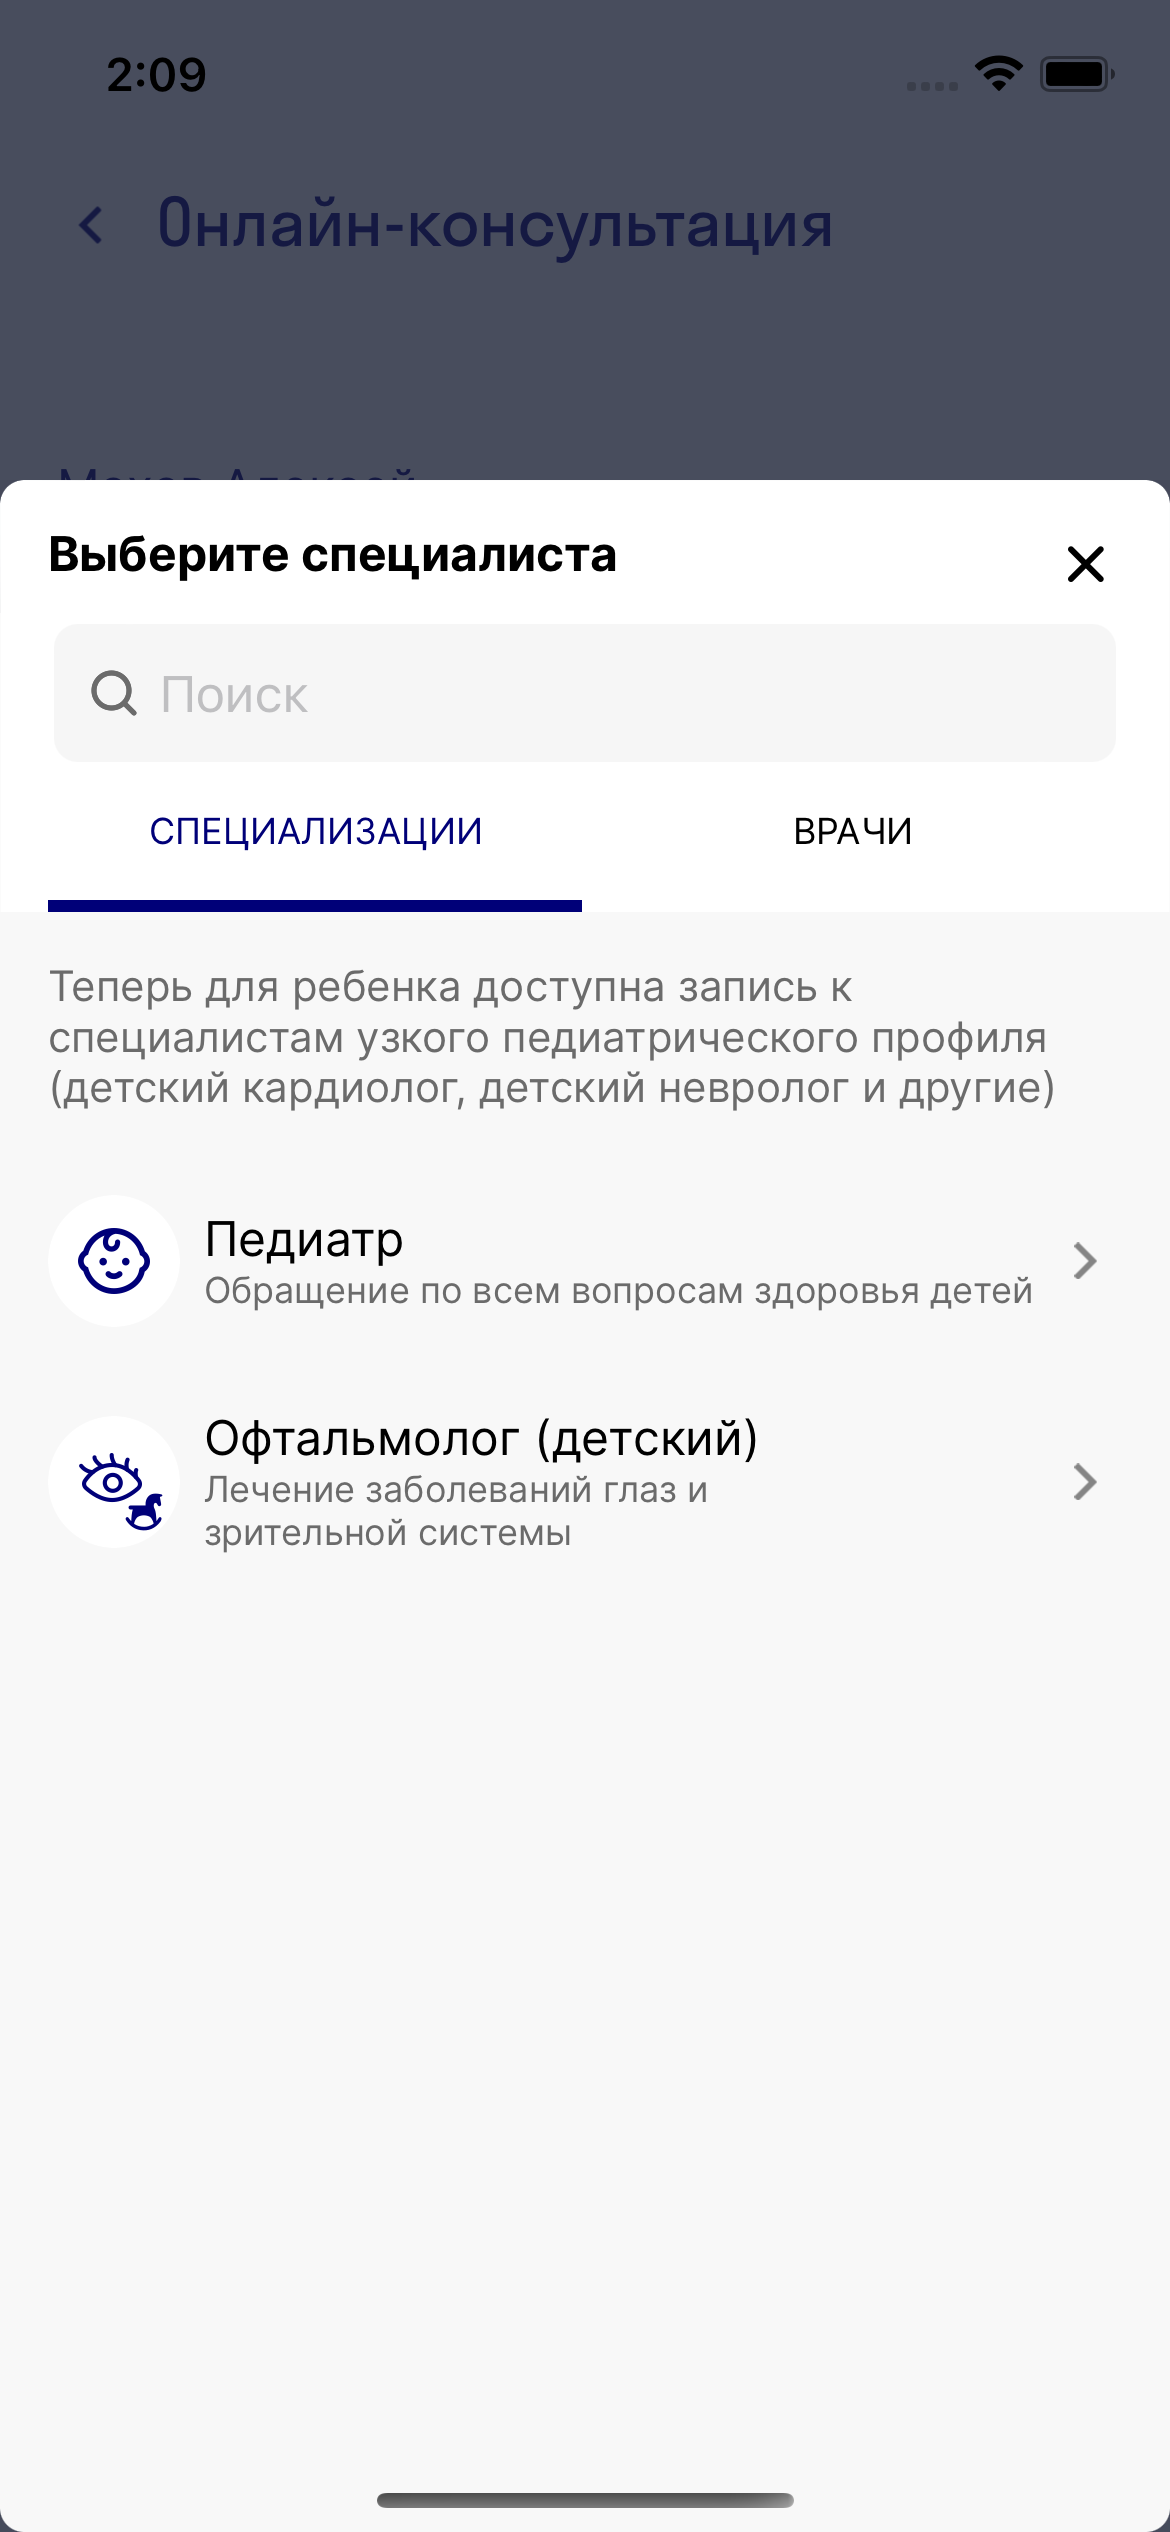 2:09
Онлайн-консультация
Выберите специалиста
Поиск
СПЕЦИАЛИЗАЦИИ
ВРАЧИ
Теперь для ребенка доступна запись к
специалистам узкого педиатрического профиля
(детский кардиолог, детский невролог и другие)
Педиатр
Обращение по всем вопросам здоровья детей
Офтальмолог (детский)
Лечение заболеваний глаз и
зрительной системы